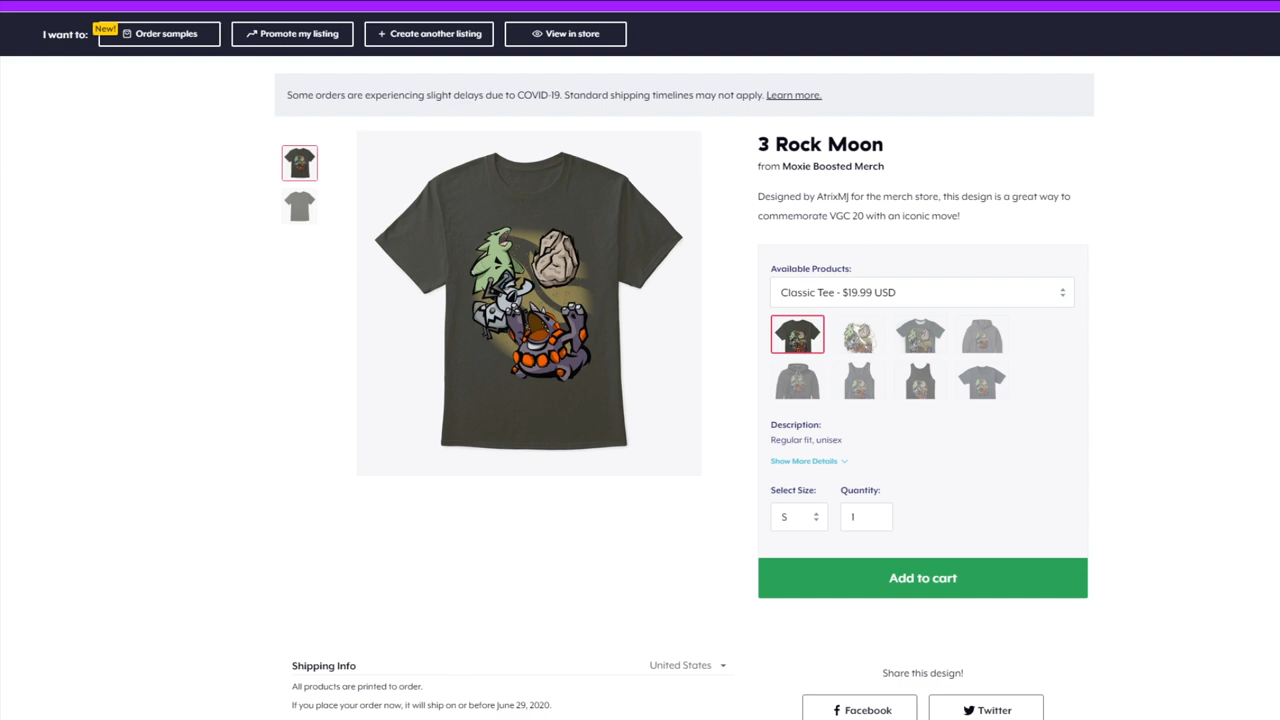 I want to:
New!
Order samples
Promote my listing
+ Create another listing
View in store
Some orders are experiencing slight delays due to COVID-19. Standard shipping timelines may not apply. Learn more.
3 Rock Moon
from Moxie Boosted Merch
Designed by AtrixMJ for the merch store, this design is a great way to
commemorate VGC 20 with an iconic move!
Available Products:
Classic Tee - $19.99 USD
Description:
Regular fit, unisex
Show More Details
Select Size: Quantity:
S 1
Add to cart
Shipping Info United States
All products are printed to order.
If you place your order now, it will ship on or before June 29, 2020.
Share this design!
Facebook Twitter